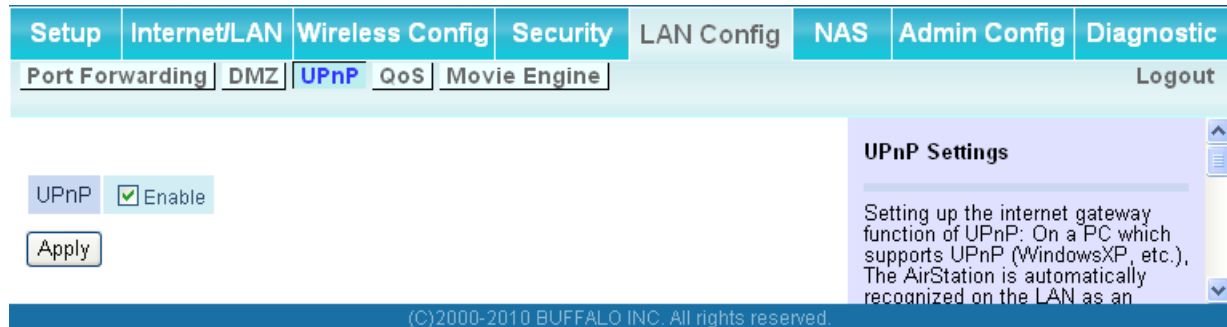 Setup Internet/LAN Wireless Config Security LAN Config NAS Admin Config Diagnostic
Port Forwarding DMZ UPnP QoS Movie Engine Logout
UPnP Enable
Apply
UPnP Settings
Setting up the internet gateway
function of UPnP: On a PC which
supports UPnP (WindowsXP, etc.),
The AirStation is automatically
recognized on the LAN as an
(C)2000-2010 BUFFALO INC. All rights reserved.